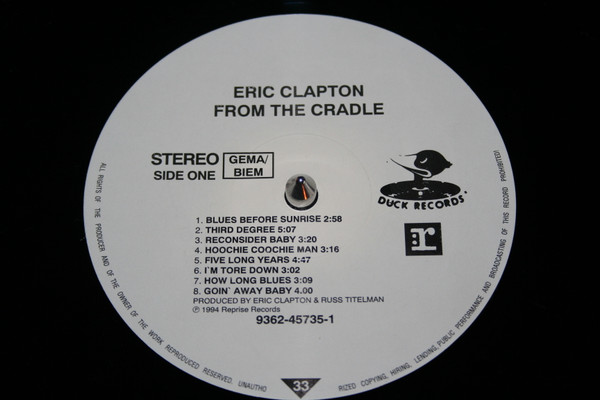 ERIC CLAPTON
FROM THE CRADLE
STEREO
SIDE ONE
GEMA/
BIEM
DUCK RECORDS
r
1. BLUES BEFORE SUNRISE 2:58
2. THIRD DEGREE 5:07
3. RECONSIDER BABY 3:20
4. HOOCHIE COOCHIE MAN 3:16
5. FIVE LONG YEARS 4:47
6. I´M TORE DOWN 3:02
7. HOW LONG BLUES 3:09
8. GOIN´ AWAY BABY 4.00
PRODUCED BY ERIC CLAPTON & RUSS TITELMAN
℗ 1994 Reprise Records
9362-45735-1
33
ALL RIGHTS OF THE PRODUCER AND OF THE OWNER OF THE WORK REPRODUCED RESERVED. UNAUTHO
RIZED COPYING, HIRING, LENDING, PUBLIC PERFORMANCE AND BROADCASTING OF THIS RECORD PROHIBITED!